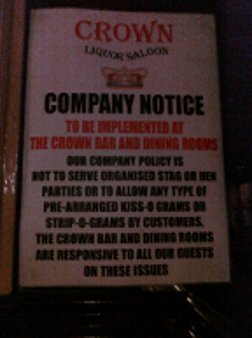 CROWN
LIQUOR SALOON
COMPANY NOTICE
TO BE IMPLEMENTED AT
THE CROWN BAR AND DINING ROOMS
OUR COMPANY POLICY IS
NOT TO SERVE ORGANISED STAG OR HEN
PARTIES OR TO ALLOW ANY TYPE OF
PRE-ARRANGED KISS-O GRAMS OR
STRIP-O-GRAMS BY CUSTOMERS.
THE CROWN BAR AND DINING ROOMS
ARE RESPONSIVE TO ALL OUR GUESTS
ON THESE ISSUES